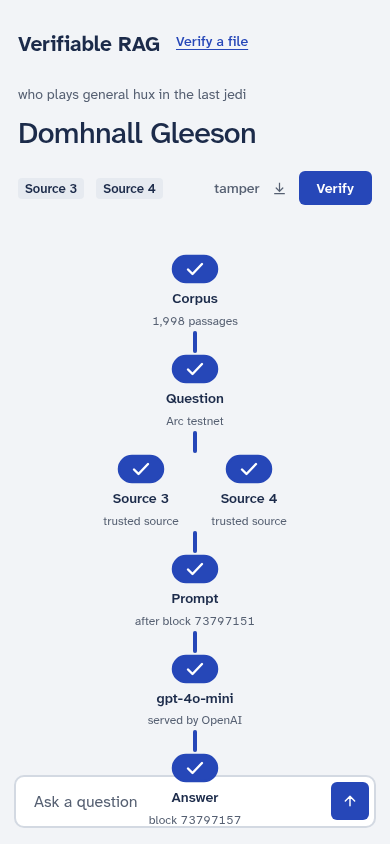 Verifiable RAG Verify a file
who plays general hux in the last jedi
Domhnall Gleeson
Source 3 Source 4 tamper Verify
Corpus
1,998 passages
Question
Arc testnet
Source 3 Source 4
trusted source trusted source
Prompt
after block 73797151
gpt-4o-mini
served by OpenAI
Answer
Ask a question
block 73797157